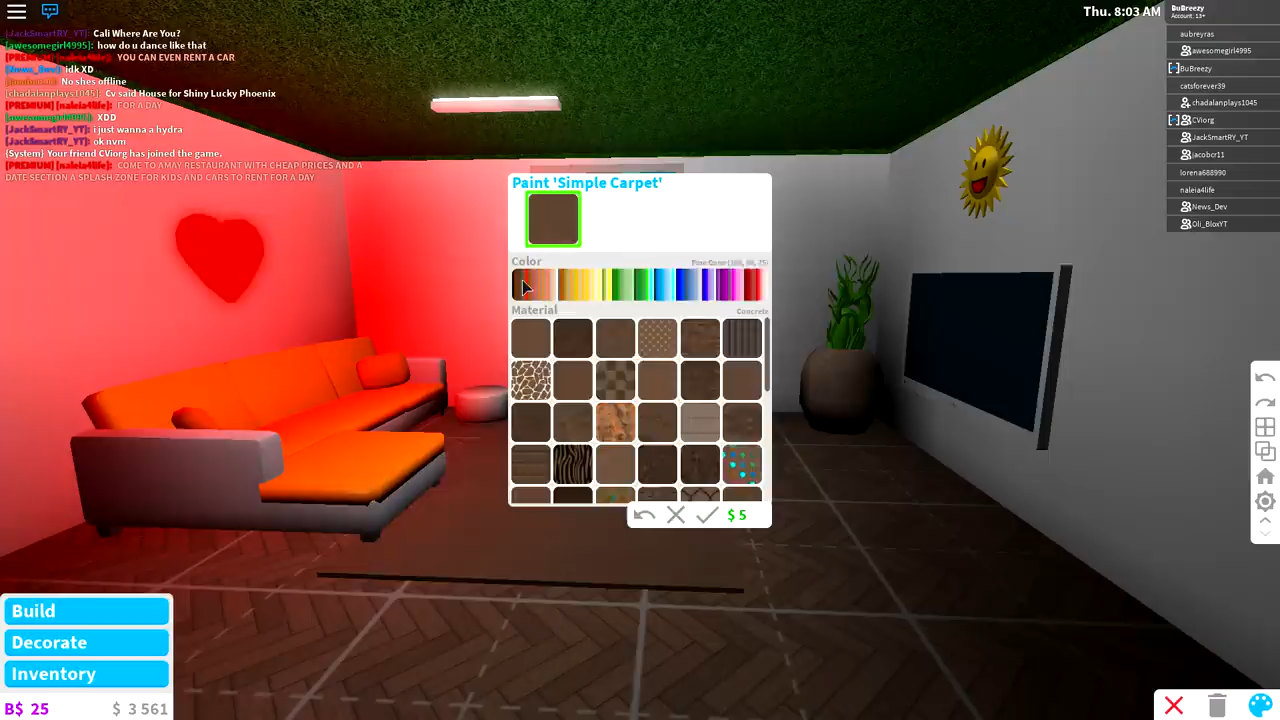 Thu. 8:03 AM
[JackSmartRY_YT]: Cali Where Are You?
[awesomegirl4995]: how do u dance like that
[PREMIUM] [naleia4life]: YOU CAN EVEN RENT A CAR
[News_Dev]: idk XD
No shes offline
[chadalanplays1045]: Cv said House for Shiny Lucky Phoenix
[PREMIUM] [naleia4life]: FOR A DAY
[awesomegirl4995]: XDD
[JackSmartRY_YT]: i just wanna a hydra
[JackSmartRY_YT]: ok nvm
[System] Your friend CViorg has joined the game.
[PREMIUM] [naleia4life]: COME TO AMAY RESTAURANT WITH CHEAP PRICES AND A
DATE SECTION A SPLASH ZONE FOR KIDS AND CARS TO RENT FOR A DAY
BuBreezy
Account: 13+
aubreyras
awesomegirl4995
BuBreezy
catsforever39
chadalanplays1045
CViorg
JackSmartRY_YT
jacobcr11
lorena688990
naleia4life
News_Dev
Oli_BloxYT
Paint 'Simple Carpet'
Color
Material
Concrete
$ 5
Build
Decorate
Inventory
B$ 25
$ 3 561